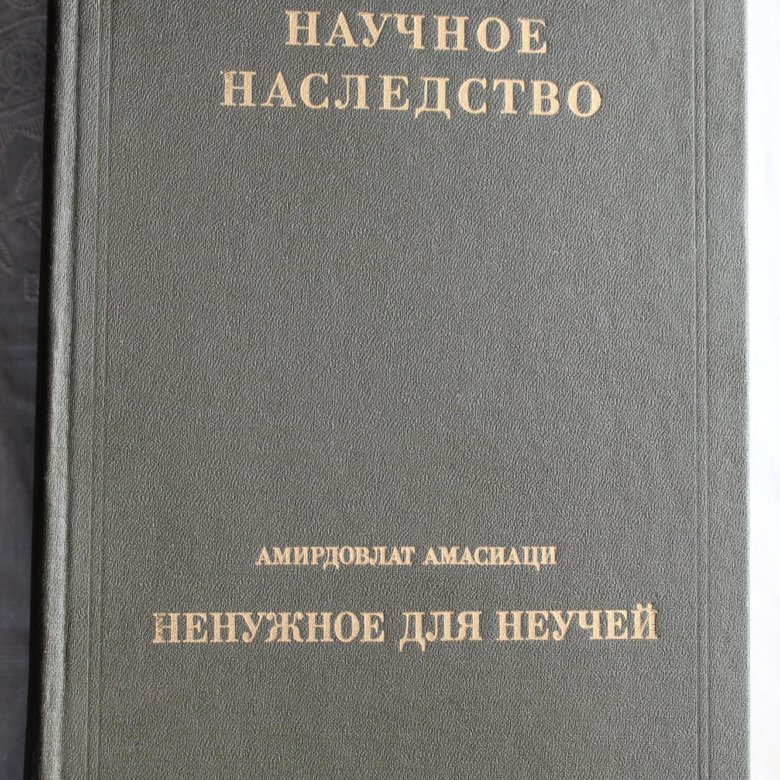 НАУЧНОЕ
НАСЛЕДСТВО
АМИРДОВЛАТ АМАСИАЦИ
НЕНУЖНОЕ ДЛЯ НЕУЧЕЙ